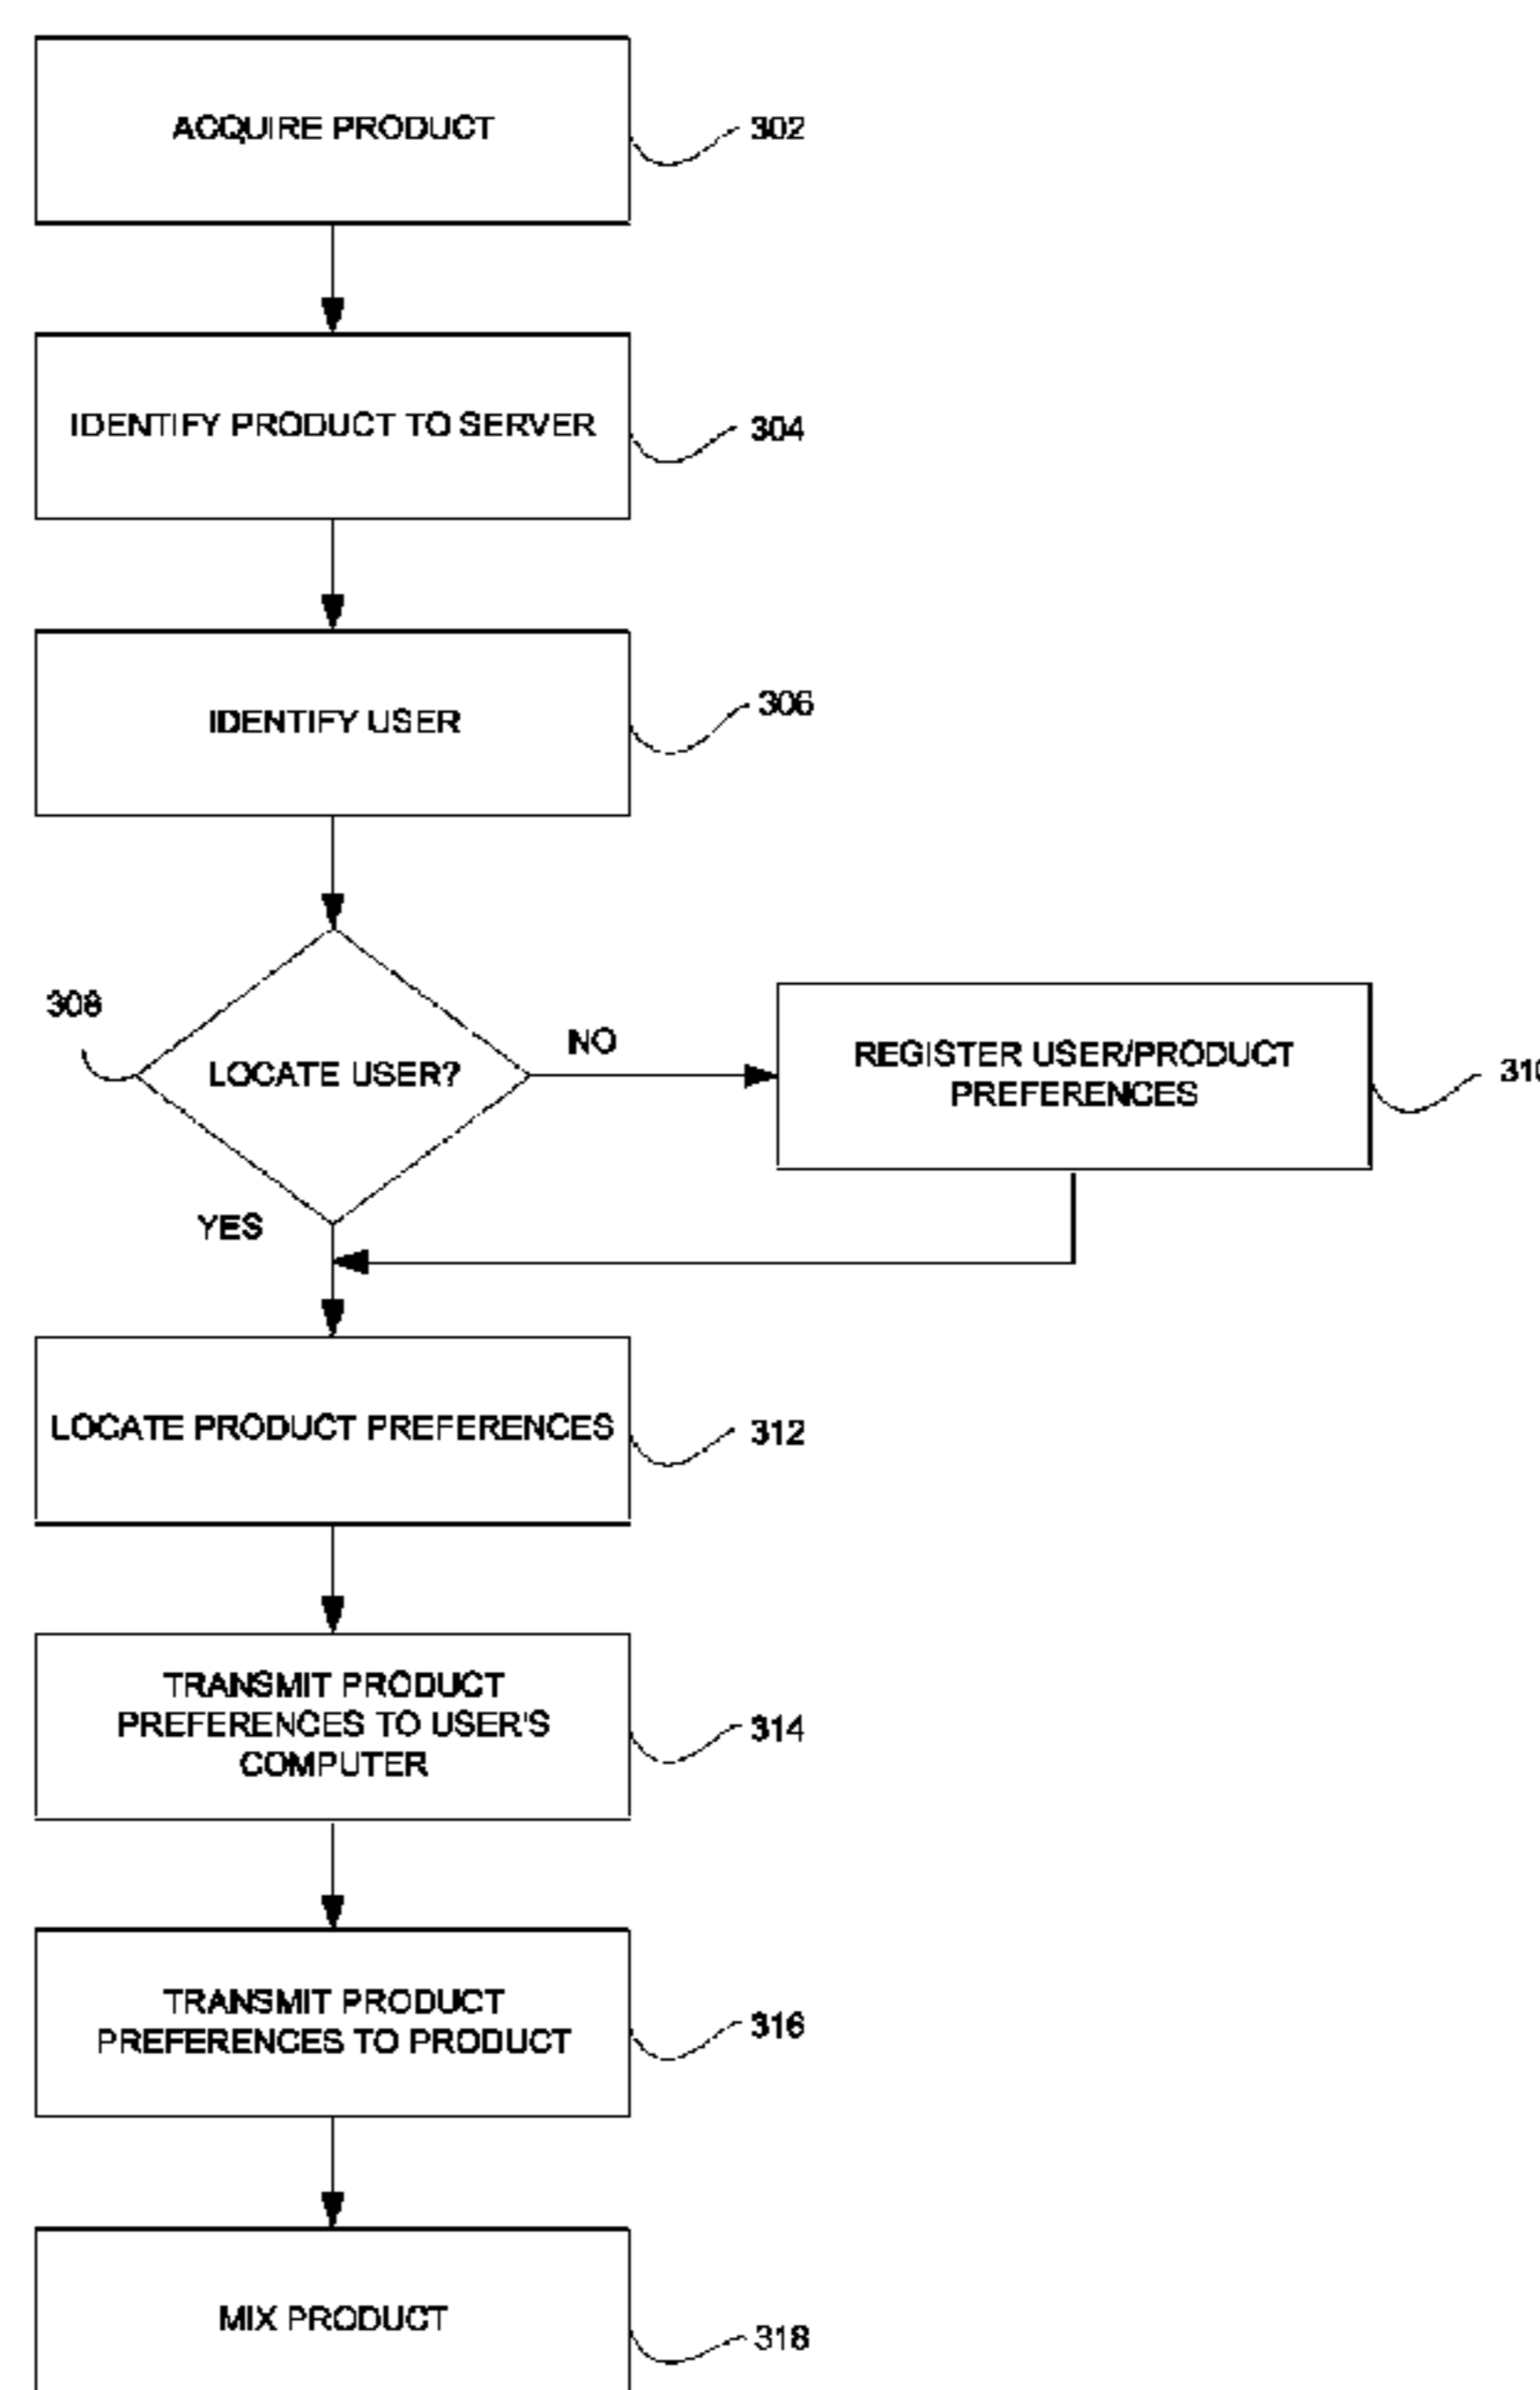 ACQUIRE PRODUCT
302
IDENTIFY PRODUCT TO SERVER
304
IDENTIFY USER
306
308
LOCATE USER?
NO
REGISTER USER/PRODUCT
PREFERENCES
310
YES
LOCATE PRODUCT PREFERENCES
312
TRANSMIT PRODUCT
PREFERENCES TO USER'S
COMPUTER
314
TRANSMIT PRODUCT
PREFERENCES TO PRODUCT
316
MIX PRODUCT
318